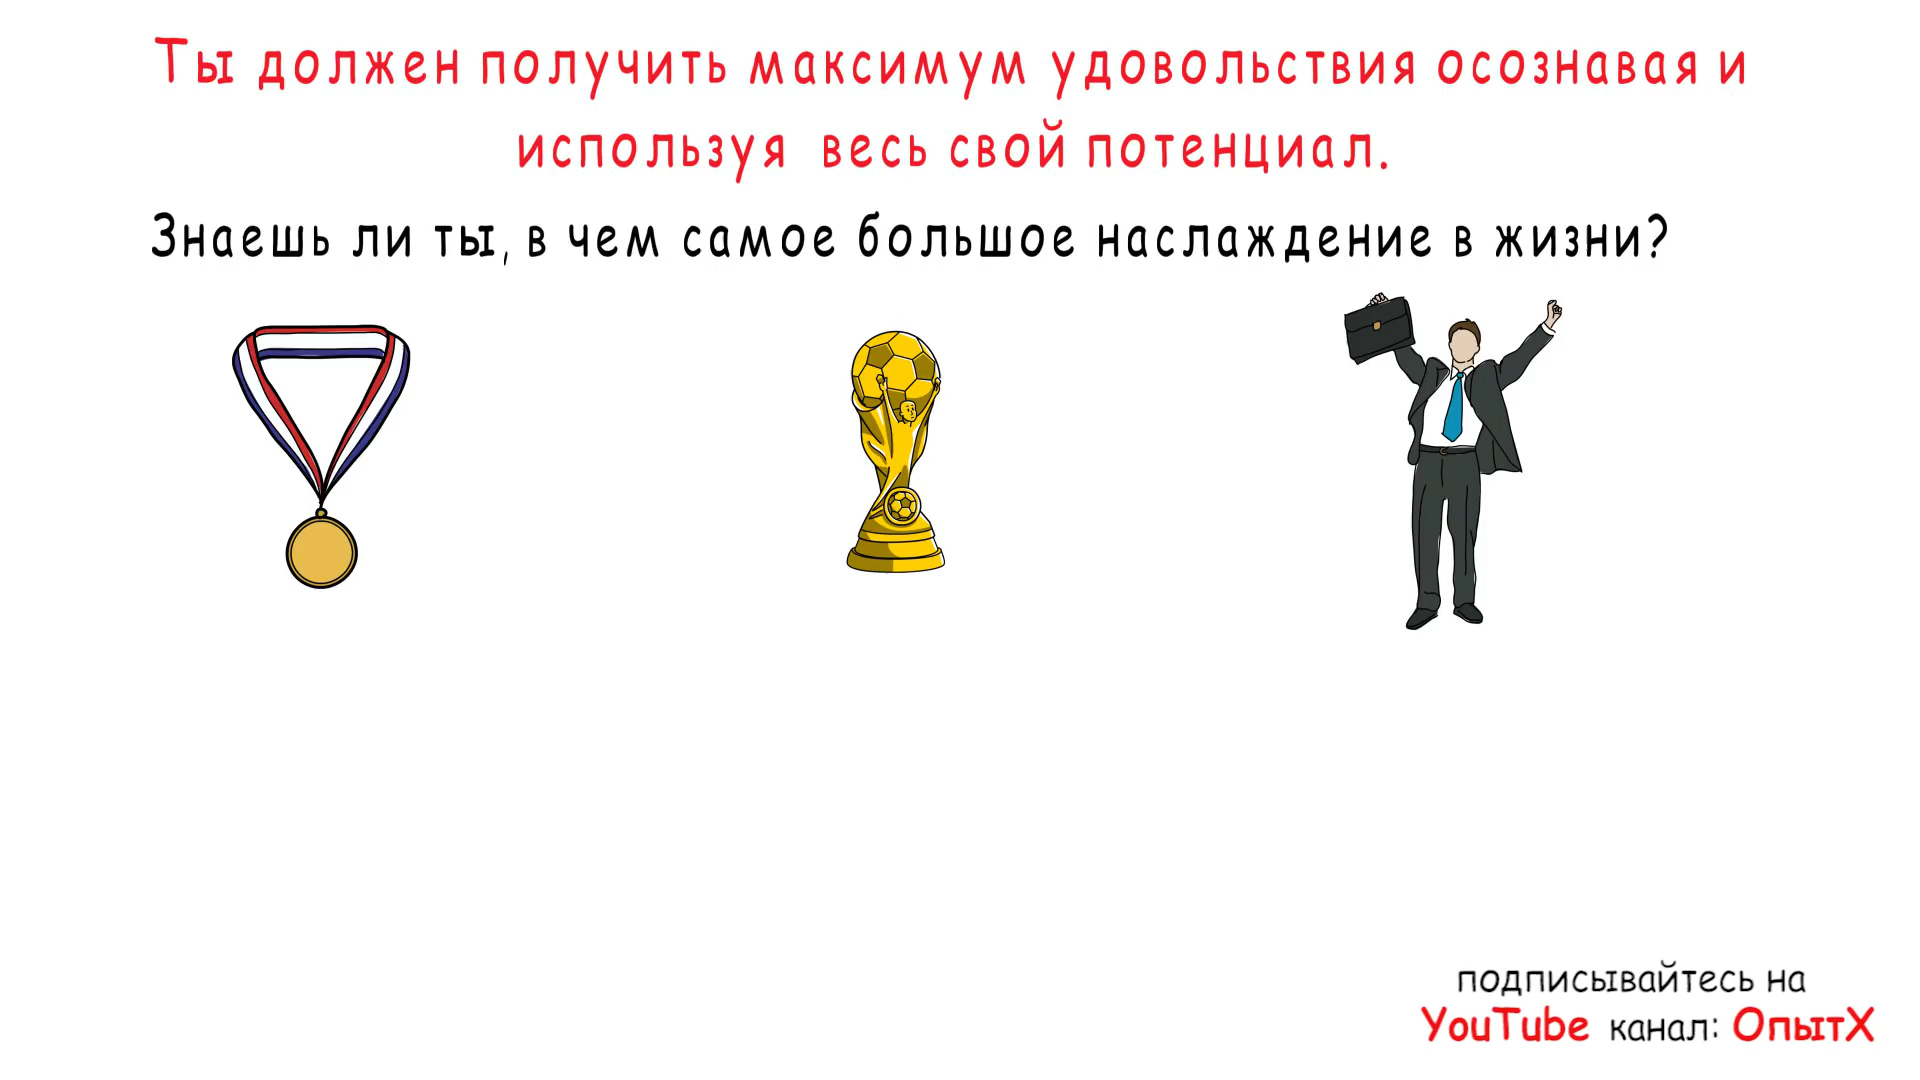 Ты должен получить максимум удовольствия осознавая и
используя весь свой потенциал.
Знаешь ли ты, в чем самое большое наслаждение в жизни?
подписывайтесь на
YouTube канал: ОпытХ